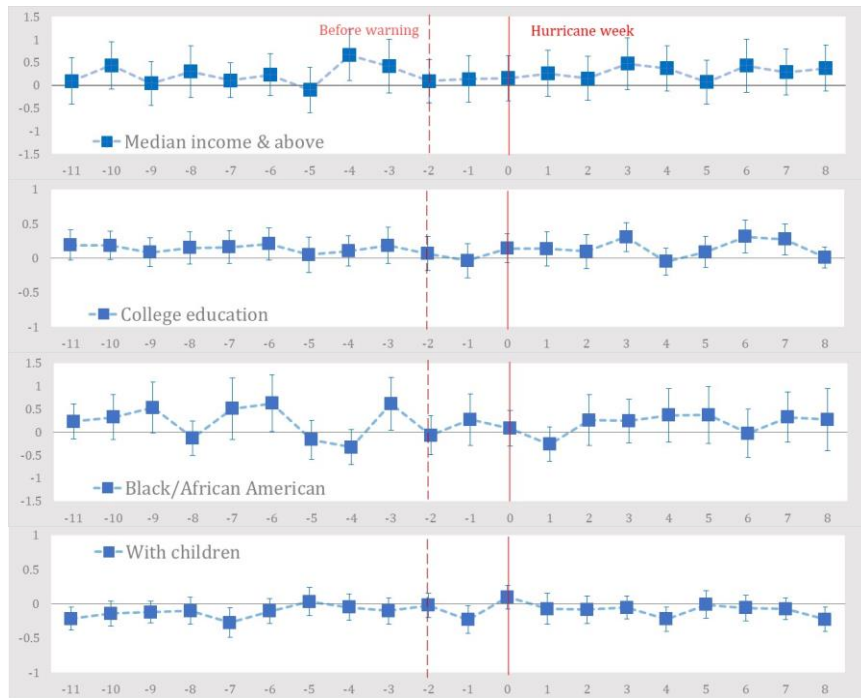 Before warning
Hurricane week
1.5
1
0.5
0
-0.5
-1
-1.5
Median income & above
-11 -10 -9 -8 -7 -6 -5 -4 -3 -2 -1 0 1 2 3 4 5 6 7 8
1
0.5
0
-0.5
-1
College education
-11 -10 -9 -8 -7 -6 -5 -4 -3 -2 -1 0 1 2 3 4 5 6 7 8
1.5
1
0.5
0
-0.5
-1
-1.5
Black/African American
-11 -10 -9 -8 -7 -6 -5 -4 -3 -2 -1 0 1 2 3 4 5 6 7 8
1
With children
0.5
0
-0.5
-1
-11 -10 -9 -8 -7 -6 -5 -4 -3 -2 -1 0 1 2 3 4 5 6 7 8